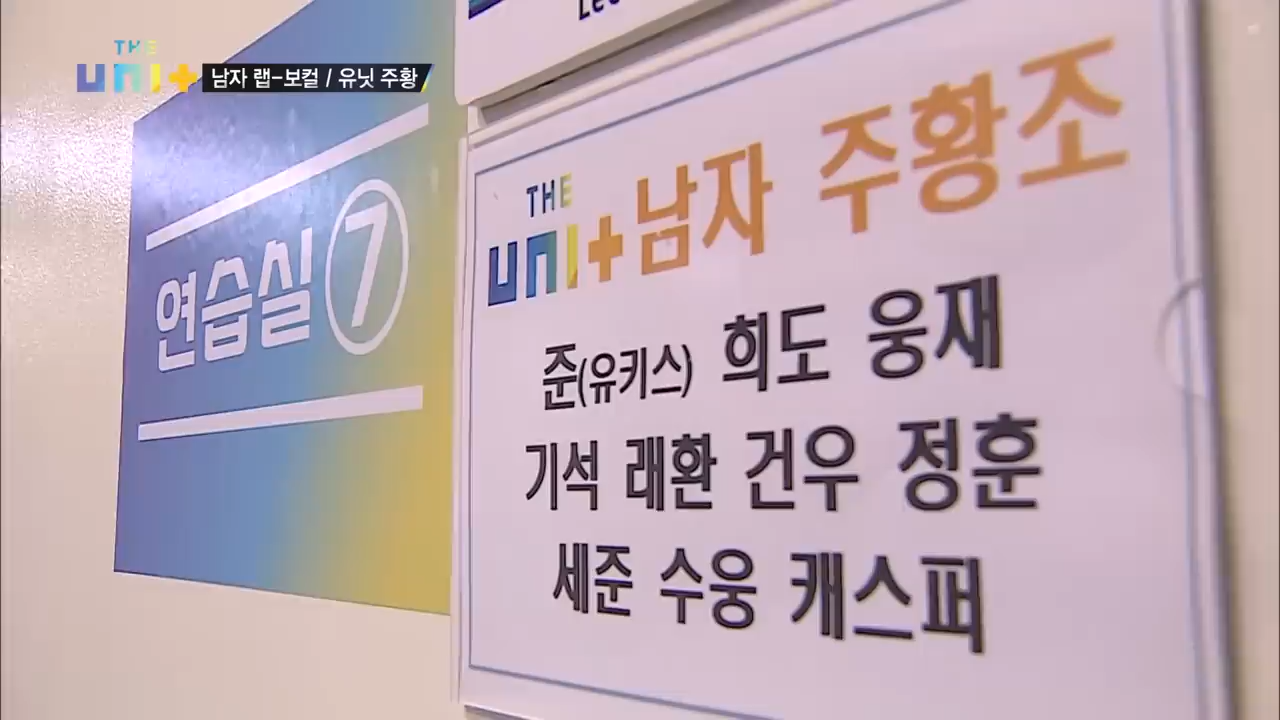 THE
UNI+ 남자 랩-보컬 / 유닛 주황
연습실 7
THE
UNI+ 남자 주황조
준(유키스) 희도 웅재
기석 래환 건우 정훈
세준 수웅 캐스퍼